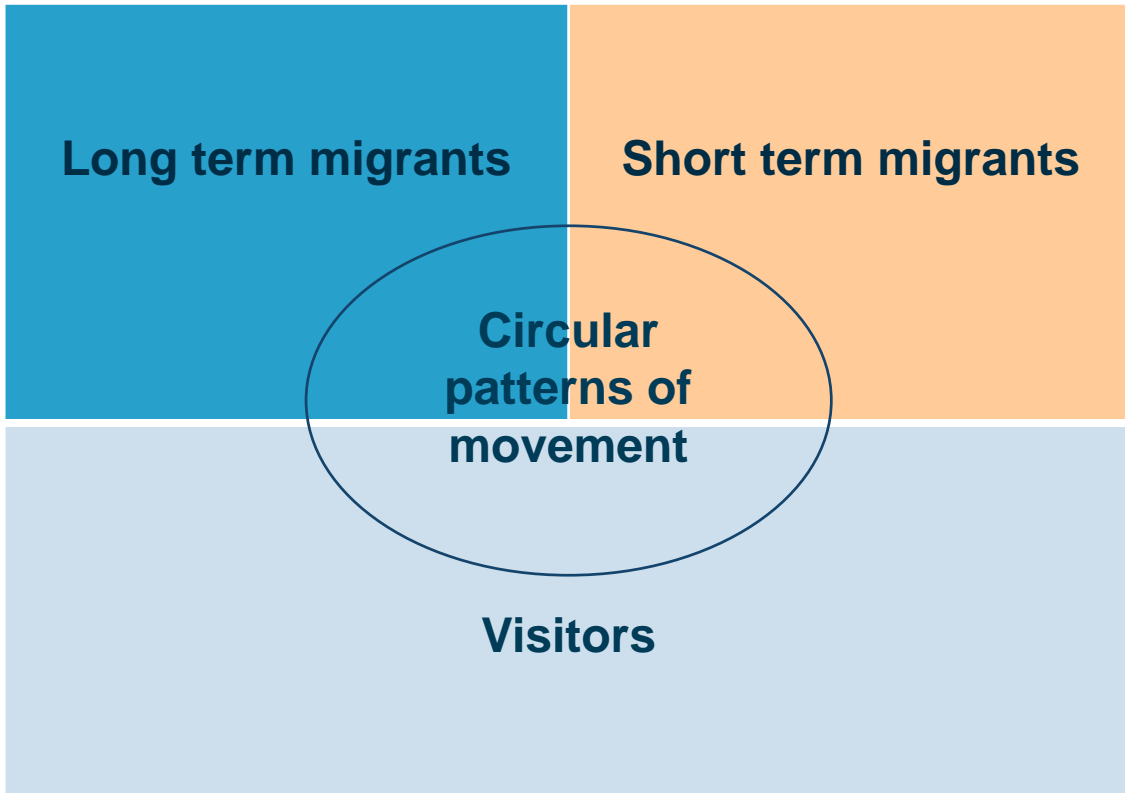 Long term migrants
Short term migrants
Circular
patterns of
movement
Visitors